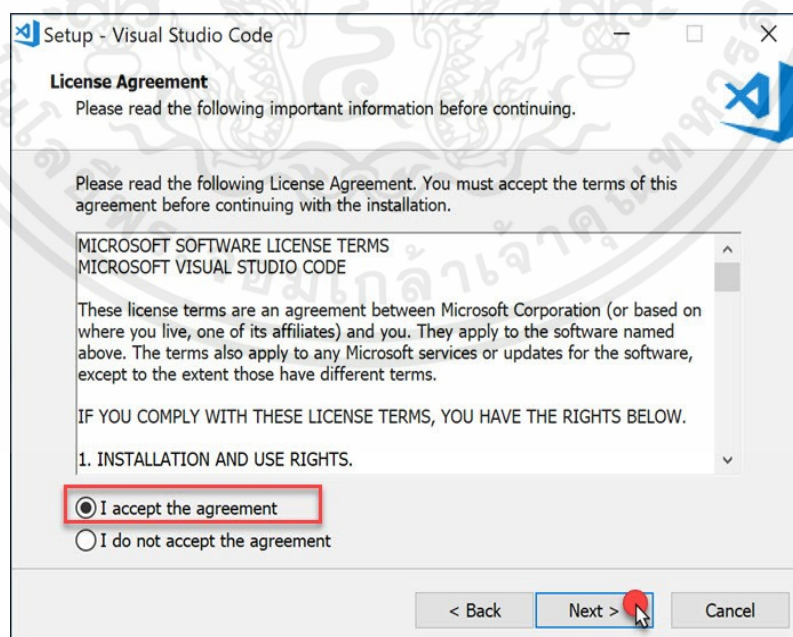 Setup - Visual Studio Code
License Agreement
Please read the following important information before continuing.
Please read the following License Agreement. You must accept the terms of this
agreement before continuing with the installation.
MICROSOFT SOFTWARE LICENSE TERMS
MICROSOFT VISUAL STUDIO CODE
These license terms are an agreement between Microsoft Corporation (or based on
where you live, one of its affiliates) and you. They apply to the software named
above. The terms also apply to any Microsoft services or updates for the software,
except to the extent those have different terms.
IF YOU COMPLY WITH THESE LICENSE TERMS, YOU HAVE THE RIGHTS BELOW.
1. INSTALLATION AND USE RIGHTS.
I accept the agreement
I do not accept the agreement
< Back
Next >
Cancel